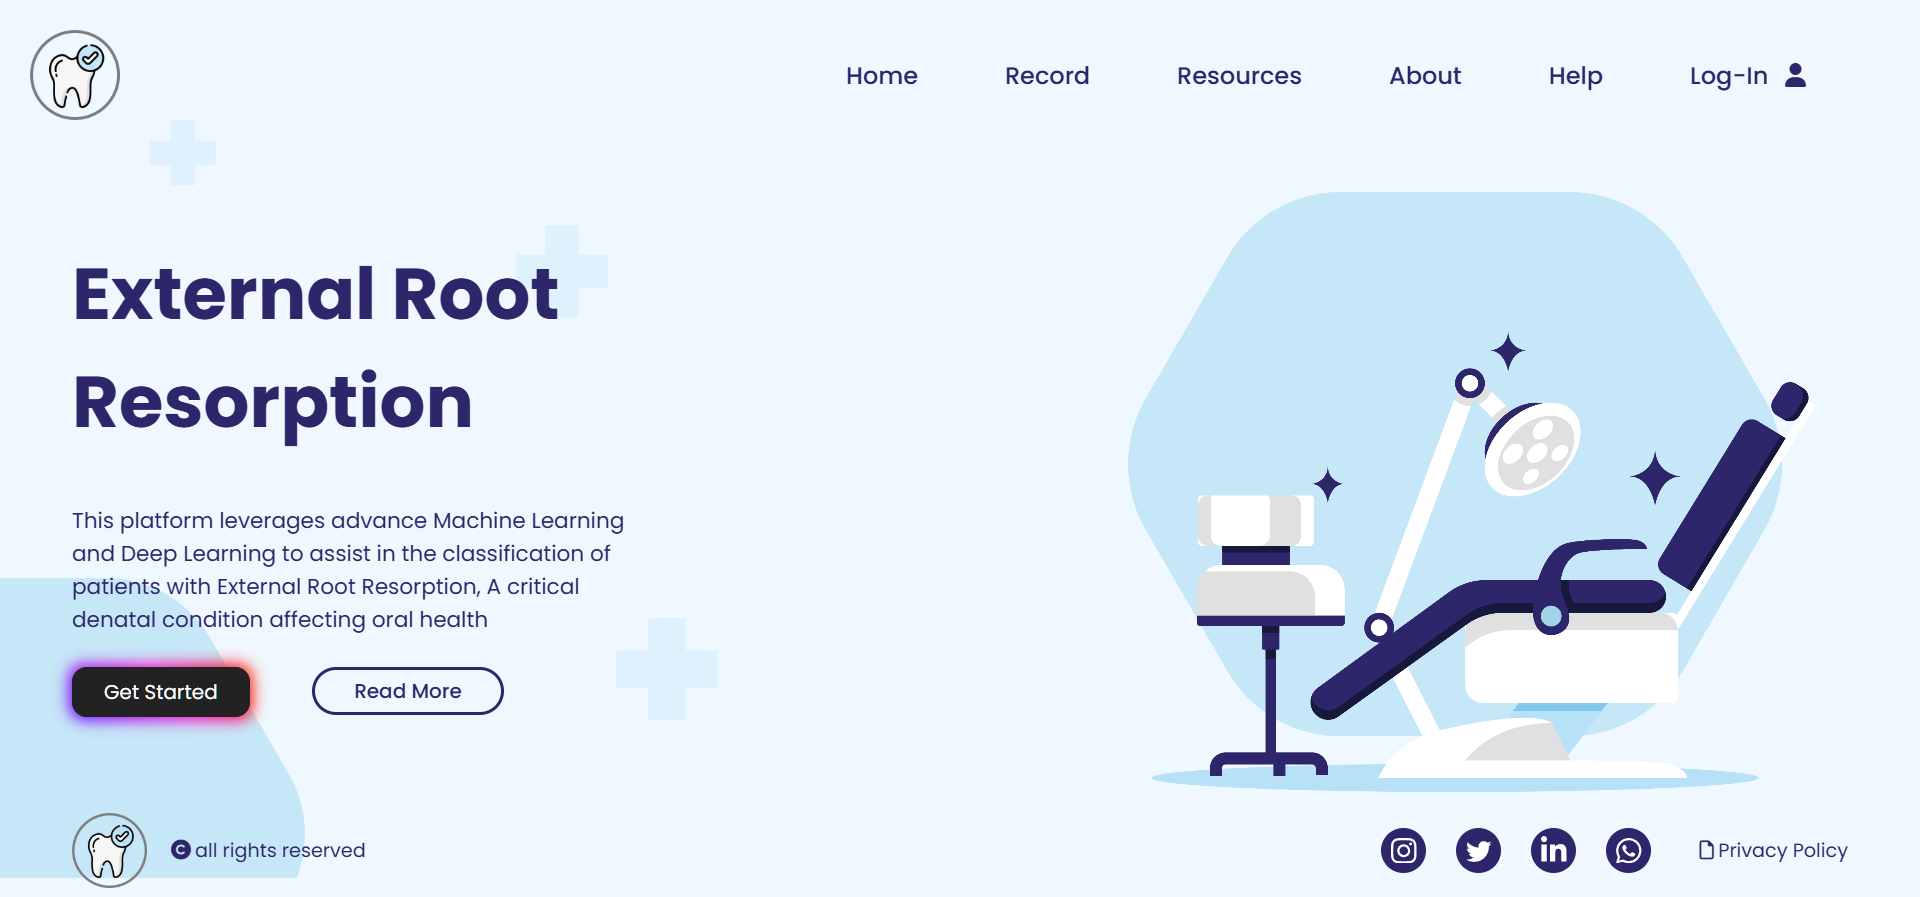 Home Record Resources About Help Log-In
External Root
Resorption
This platform leverages advance Machine Learning
and Deep Learning to assist in the classification of
patients with External Root Resorption, A critical
denatal condition affecting oral health
Get Started Read More
© all rights reserved
in
Privacy Policy